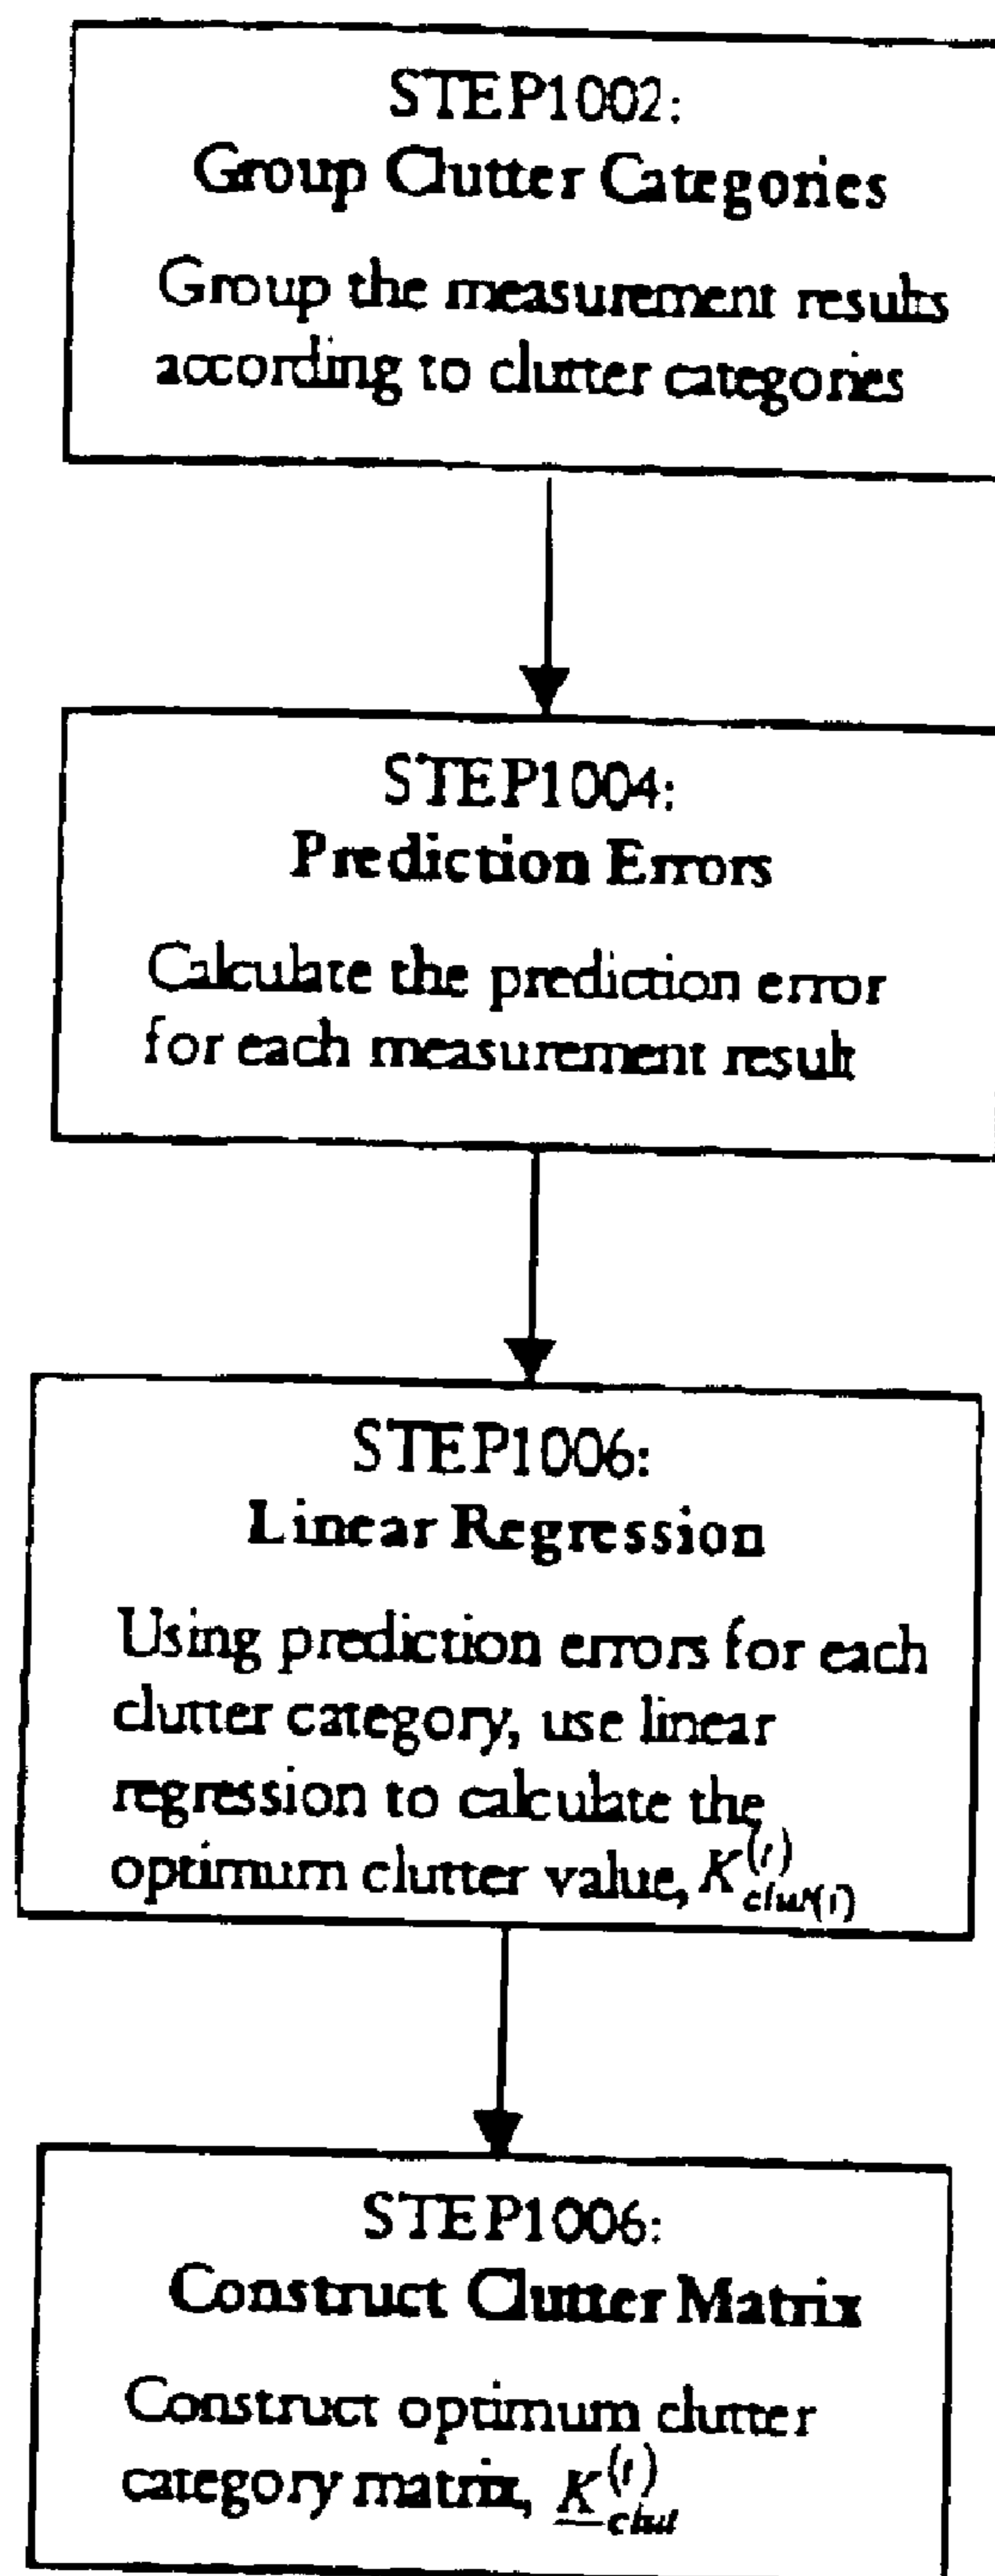 STEP1002:
Group Clutter Categories
Group the measurement results
according to clutter categories
STEP1004:
Prediction Errors
Calculate the prediction error
for each measurement result
STEP1006:
Linear Regression
Using prediction errors for each
clutter category, use linear
regression to calculate the
optimum clutter value, K
STEP1006:
Construct Clutter Matrix
Construct optimum clutter
category matrix, K